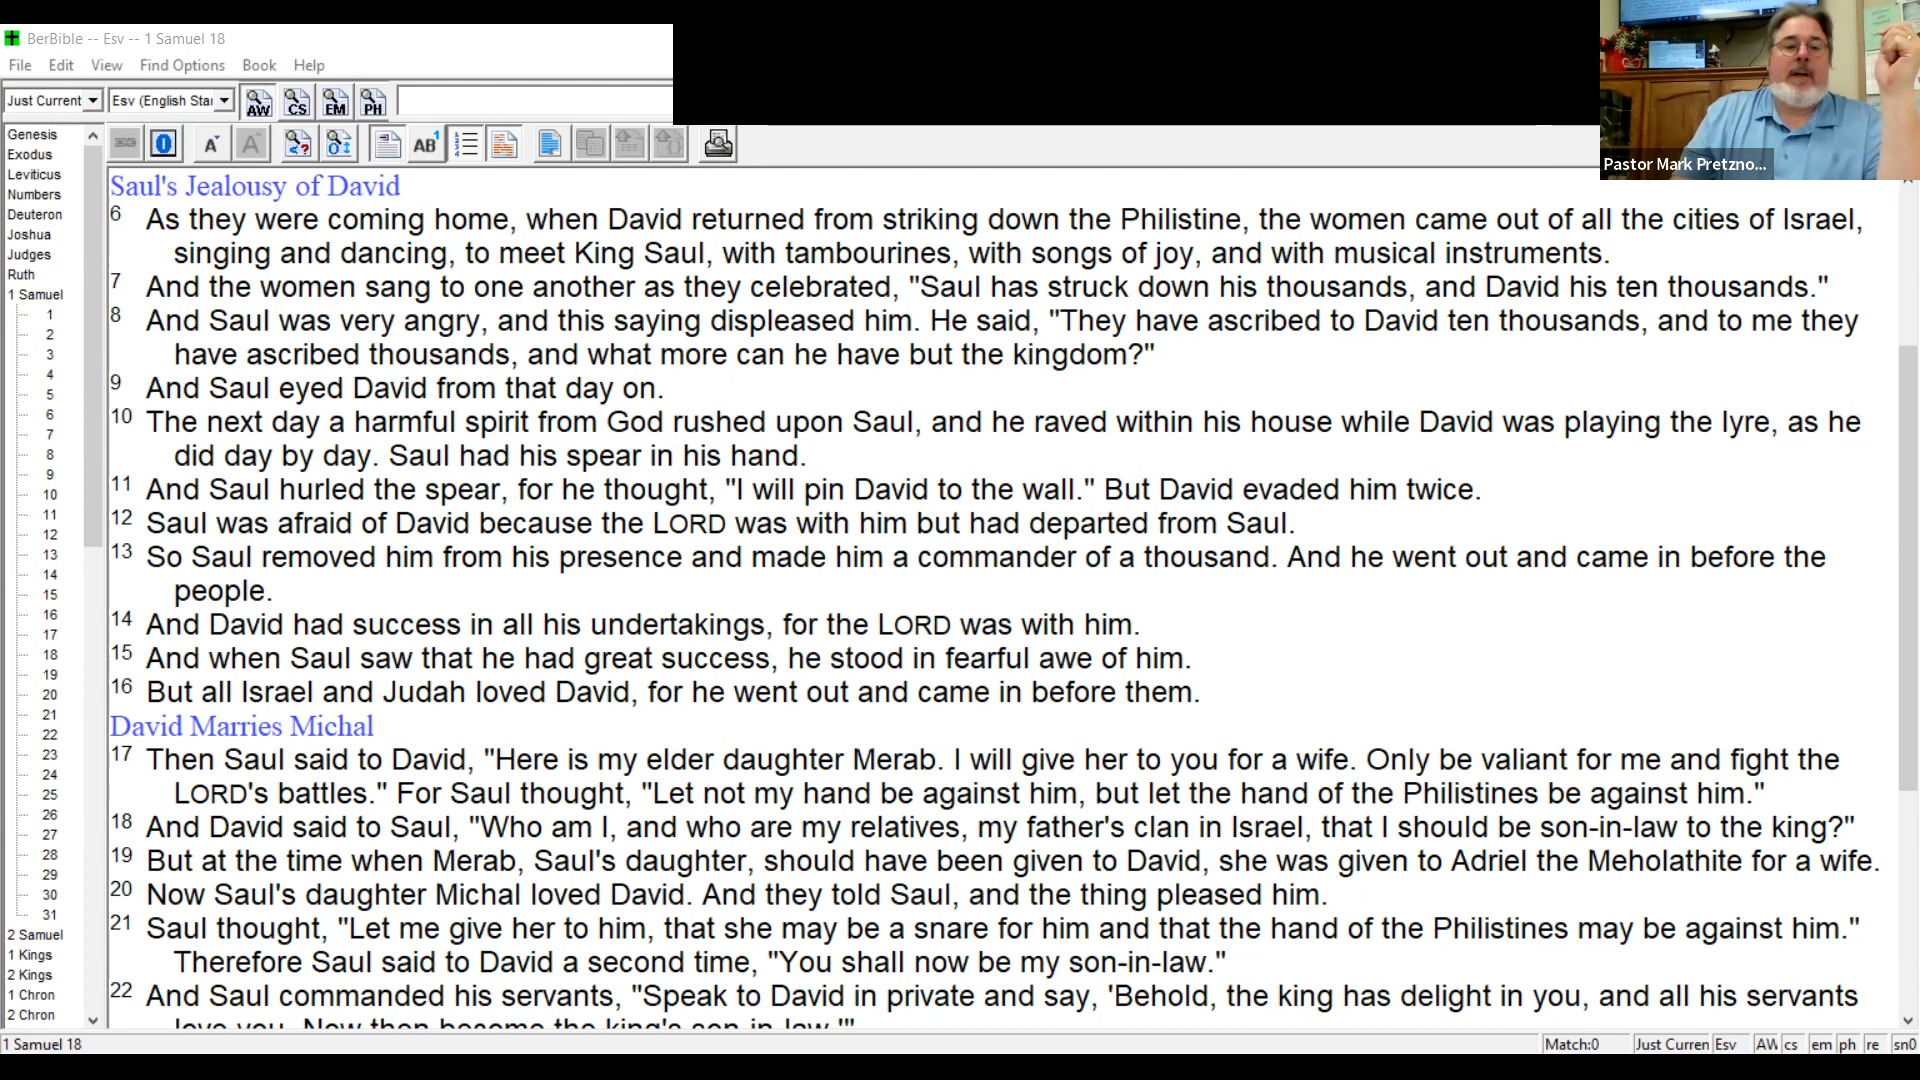 BerBible -- Esv -- 1 Samuel 18
File Edit View Find Options Book Help
Just Current Esv (English Star AW CS EM PH
Genesis
Exodus
Leviticus
Numbers
Deuteron
Joshua
Judges
Ruth
1 Samuel
1
2
3
4
5
6
7
8
9
10
11
12
13
14
15
16
17
18
19
20
21
22
23
24
25
26
27
28
29
30
31
2 Samuel
1 Kings
2 Kings
1 Chron
2 Chron
Saul's Jealousy of David
6 As they were coming home, when David returned from striking down the Philistine, the women came out of all the cities of Israel,
singing and dancing, to meet King Saul, with tambourines, with songs of joy, and with musical instruments.
7 And the women sang to one another as they celebrated, "Saul has struck down his thousands, and David his ten thousands."
8 And Saul was very angry, and this saying displeased him. He said, "They have ascribed to David ten thousands, and to me they
have ascribed thousands, and what more can he have but the kingdom?"
9 And Saul eyed David from that day on.
10 The next day a harmful spirit from God rushed upon Saul, and he raved within his house while David was playing the lyre, as he
did day by day. Saul had his spear in his hand.
11 And Saul hurled the spear, for he thought, "I will pin David to the wall." But David evaded him twice.
12 Saul was afraid of David because the LORD was with him but had departed from Saul.
13 So Saul removed him from his presence and made him a commander of a thousand. And he went out and came in before the
people.
14 And David had success in all his undertakings, for the LORD was with him.
15 And when Saul saw that he had great success, he stood in fearful awe of him.
16 But all Israel and Judah loved David, for he went out and came in before them.
David Marries Michal
17 Then Saul said to David, "Here is my elder daughter Merab. I will give her to you for a wife. Only be valiant for me and fight the
LORD's battles." For Saul thought, "Let not my hand be against him, but let the hand of the Philistines be against him."
18 And David said to Saul, "Who am I, and who are my relatives, my father's clan in Israel, that I should be son-in-law to the king?"
19 But at the time when Merab, Saul's daughter, should have been given to David, she was given to Adriel the Meholathite for a wife.
20 Now Saul's daughter Michal loved David. And they told Saul, and the thing pleased him.
21 Saul thought, "Let me give her to him, that she may be a snare for him and that the hand of the Philistines may be against him."
Therefore Saul said to David a second time, "You shall now be my son-in-law."
22 And Saul commanded his servants, "Speak to David in private and say, 'Behold, the king has delight in you, and all his servants
love you. Now then become the king's son-in-law.'"
Pastor Mark Pretzno...
1 Samuel 18 Match:0 Just Curren Esv AW cs em ph re sn0